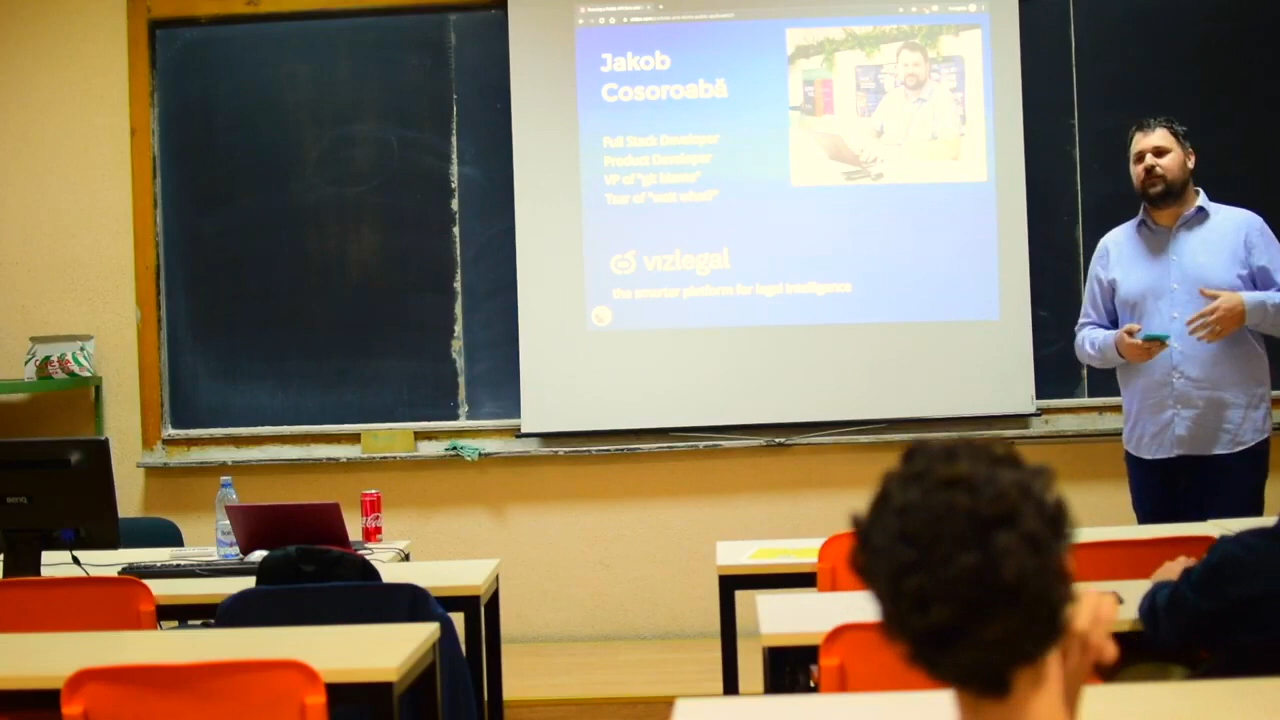 Jakob
Cosoroabă
Full Stack Developer
Product Developer
VP of "git blame"
Tsar of "wait what?"
vizlegal
the smarter platform for legal intelligence
BenQ